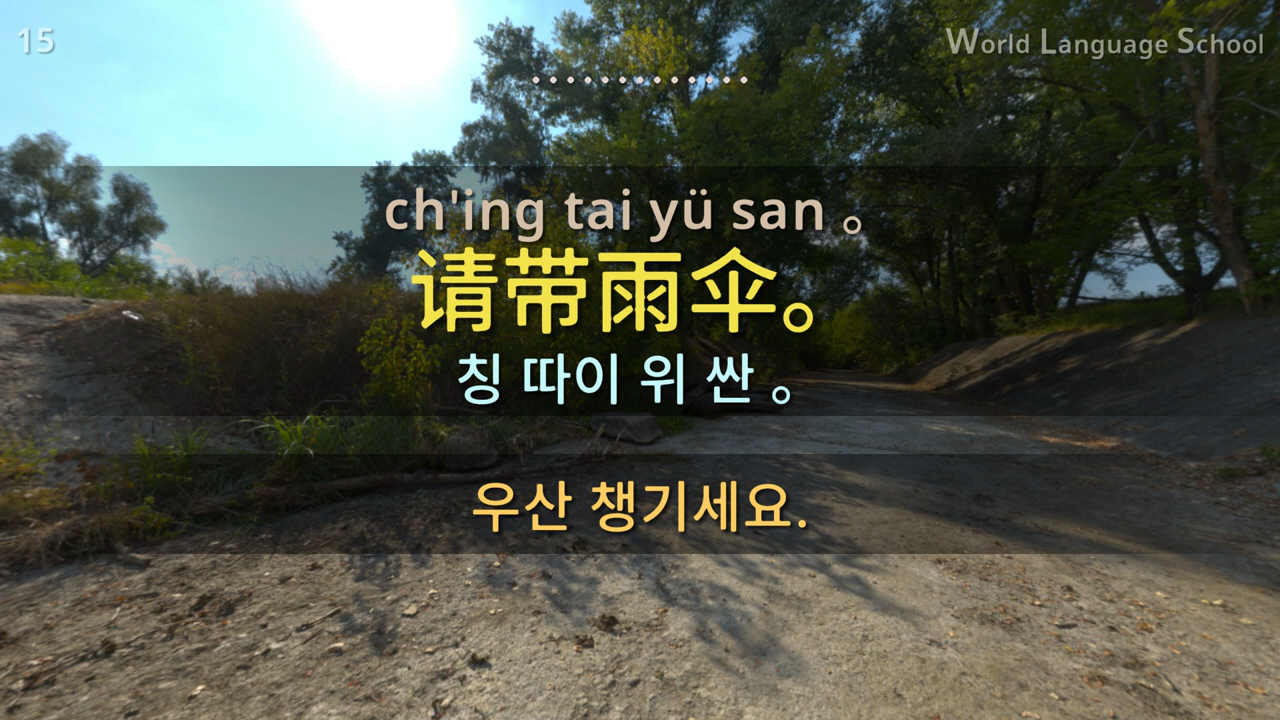 15
World Language School
ch'ing tai yü san 。
请带雨伞。
칭 따이 위 싼 。
우산 챙기세요.